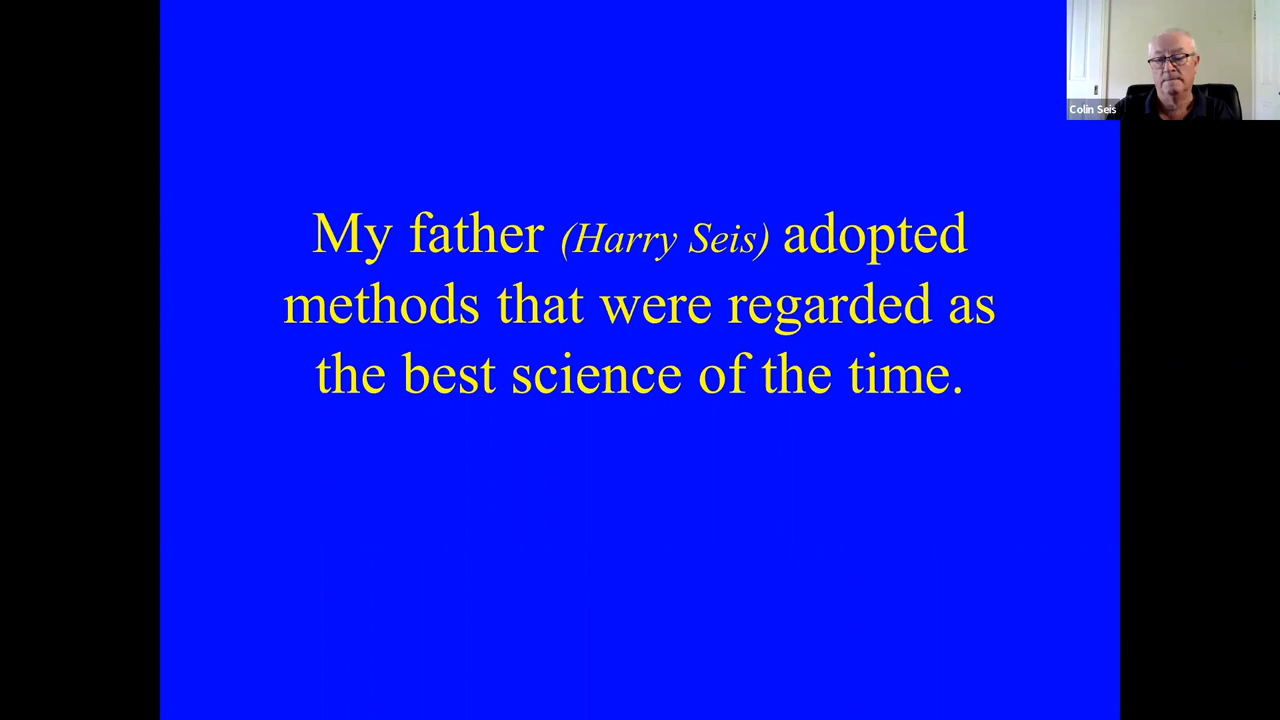 Colin Seis
My father (Harry Seis) adopted
methods that were regarded as
the best science of the time.